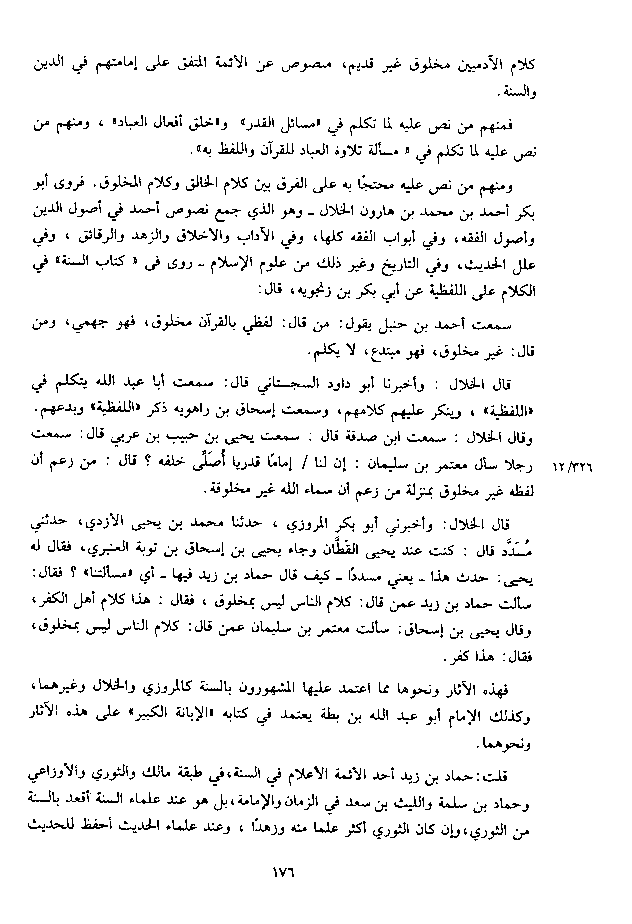 كلام الآدميين مخلوق غير قديم، منصوص عن الأئمة المتفق على إمامتهم في الدين
والسنة.
فمنهم من نص عليه لما تكلم في «مسائل القدر» و«خلق أفعال العباد» ، ومنهم من
نص عليه لما تكلم في « مسألة تلاوة العباد للقرآن واللفظ به».
ومنهم من نص عليه محتجًا به على الفرق بين كلام الخالق وكلام المخلوق. فروى أبو
بكر أحمد بن محمد بن هارون الخلال ـ وهو الذي جمع نصوص أحمد في أصول الدين
وأصول الفقه، وفي أبواب الفقه كلها، وفي الآداب والأخلاق والزهد والرقائق ، وفي
علل الحديث، وفي التاريخ وغير ذلك من علوم الإسلام ـ روى فى « كتاب السنة» في
الكلام على اللفظية عن أبي بكر بن زنجويه، قال:
سمعت أحمد بن حنبل يقول: من قال: لفظي بالقرآن مخلوق، فهو جهمي، ومن
قال: غير مخلوق، فهو مبتدع، لا يكلم.
قال الخلال : وأخبرنا أبو داود السجستاني قال: سمعت أبا عبد الله يتكلم في
«اللفظية» ، وينكر عليهم كلامهم، وسمعت إسحاق بن راهويه ذكر «اللفظية» وبدعهم.
وقال الخلال : سمعت ابن صدقة قال : سمعت يحيى بن حبيب بن عربي قال: سمعت
رجلا سأل معتمر بن سليمان : إن لنا / إمامًا قدريا أُصَلِّى خلفه ؟ قال : من زعم أن
١٢/٣٢٦
لفظه غير مخلوق بمنزلة من زعم أن سماء الله غير مخلوقة.
قال الخلال: وأخبرني أبو بكر المروزي ، حدثنا محمد بن يحيى الأزدي، حدثني
مُسَدَّد قال : كنت عند يحيى القَطَّان وجاء يحيى بن إسحاق بن توبة العنبري، فقال له
يحيى: حدث هذا ـ يعني مسددًا ـ كيف قال حماد بن زيد فيها ـ أي «مسألتنا» ؟ فقال:
سألت حماد بن زيد عمن قال: كلام الناس ليس بمخلوق ، فقال : هذا كلام أهل الكفر،
وقال يحيى بن إسحاق: سألت معتمر بن سليمان عمن قال: كلام الناس ليس بمخلوق،
فقال: هذا كفر.
فهذه الآثار ونحوها مما اعتمد عليها المشهورون بالسنة كالمروزي والخلال وغيرهما،
وكذلك الإمام أبو عبد الله بن بطة يعتمد في كتابه «الإبانة الكبير» على هذه الآثار
ونحوهما.
قلت: حماد بن زيد أحد الأئمة الأعلام في السنة،في طبقة مالك والثوري والأوزاعي
وحماد بن سلمة والليث بن سعد في الزمان والإمامة،بل هو عند علماء السنة أقعد بالسنة
من الثوري،وإن كان الثوري أكثر علما منه وزهدًا ، وعند علماء الحديث أحفظ للحديث
١٧٦